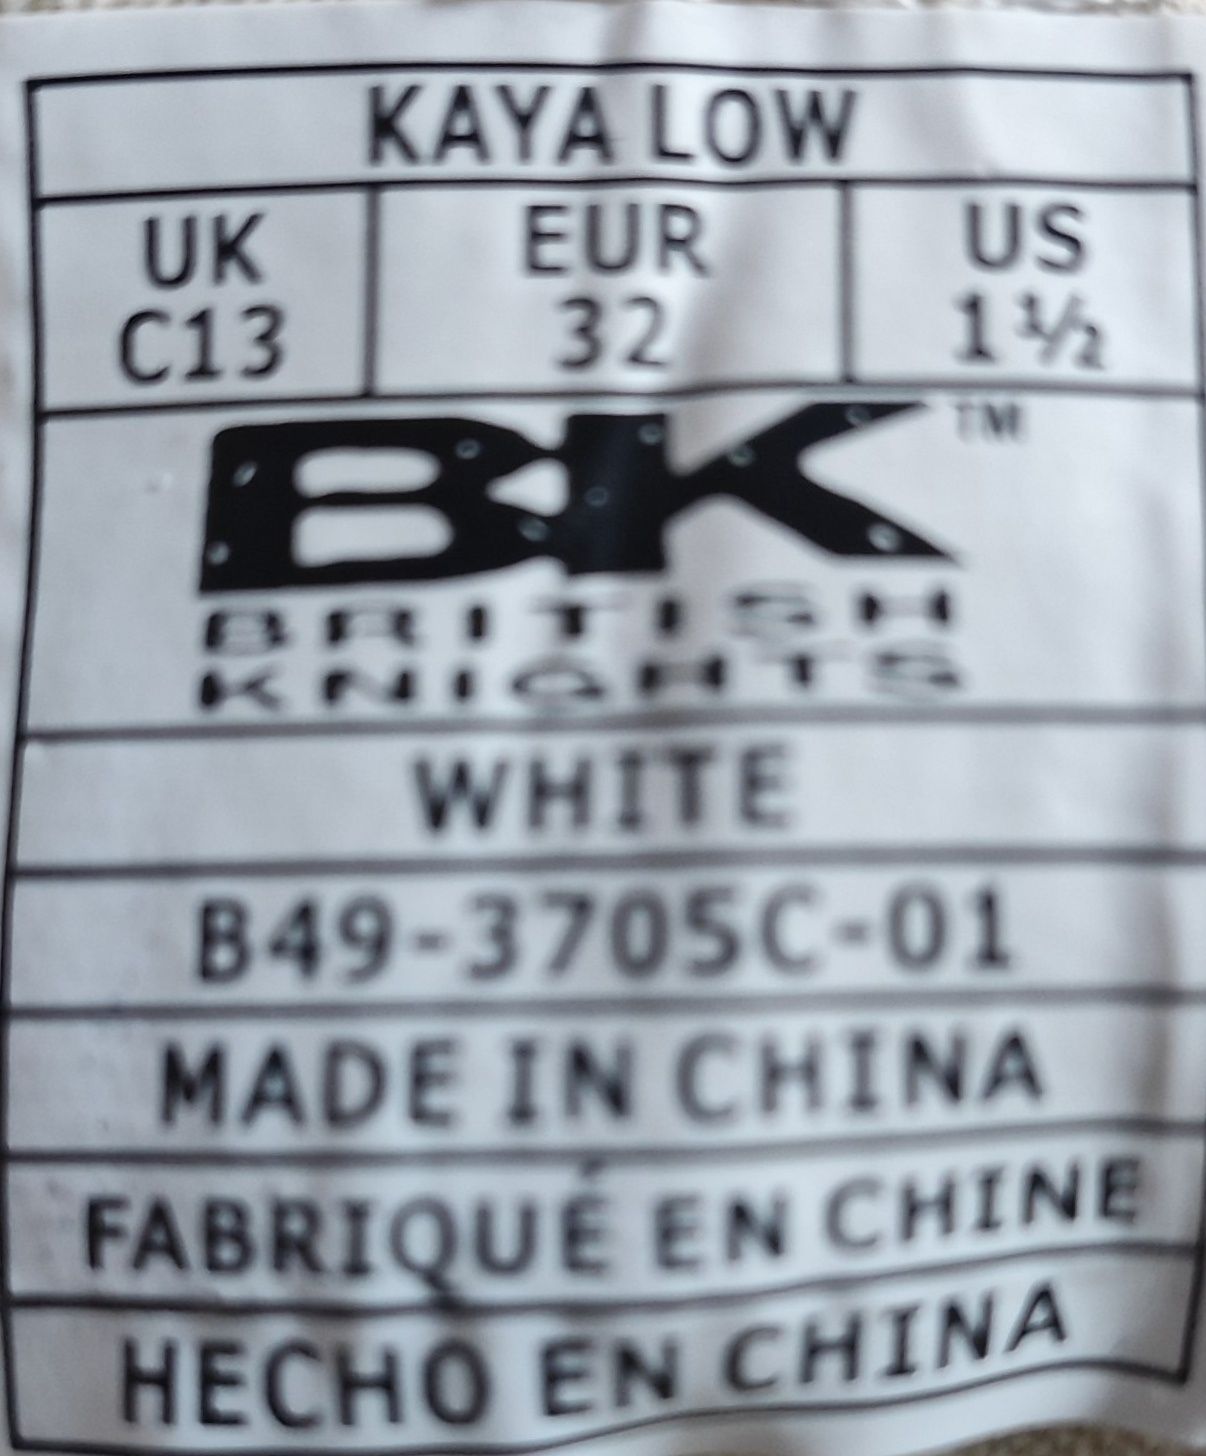 KAYA LOW
UK EUR US
C13 32 1½
BK™
BRITISH
KNIGHTS
WHITE
B49-3705C-01
MADE IN CHINA
FABRIQUÉ EN CHINE
HECHO EN CHINA